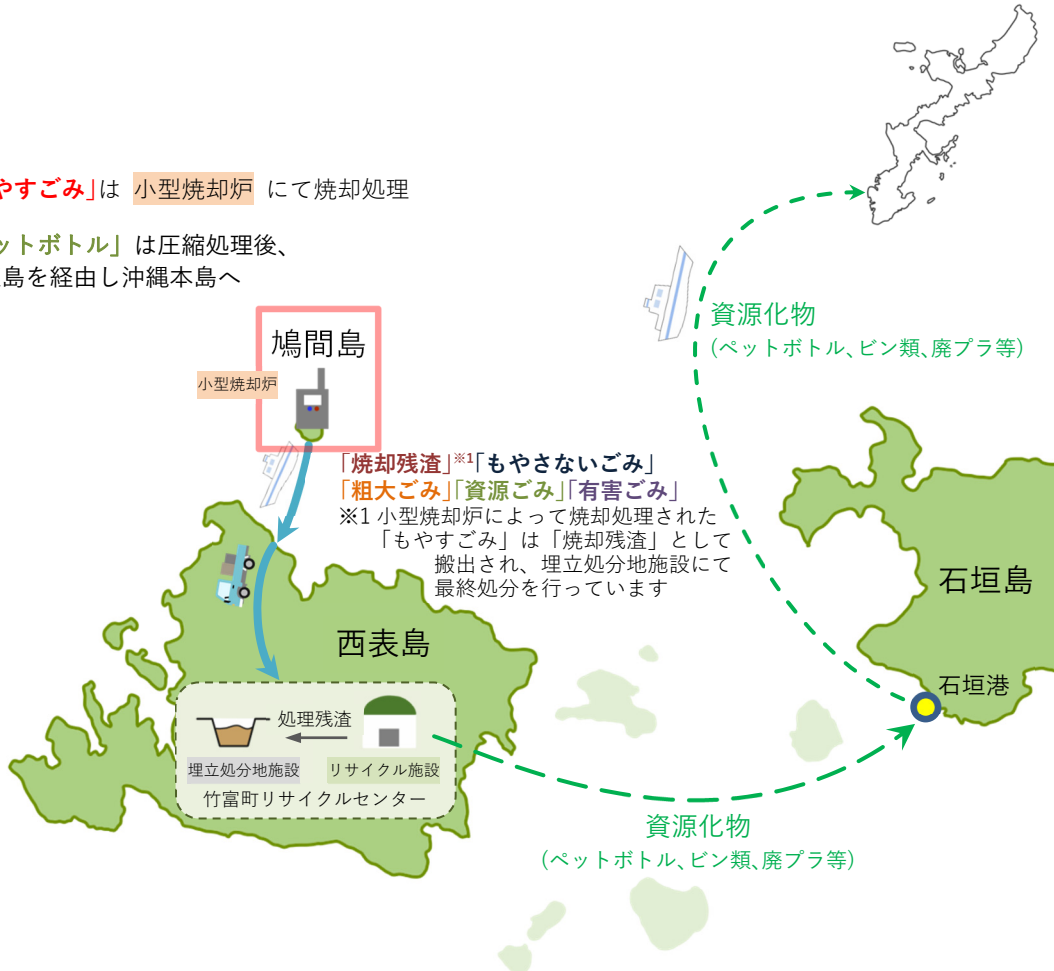 やすごみ」は 小型焼却炉 にて焼却処理
ットボトル」は圧縮処理後、
島を経由し沖縄本島へ
鳩間島
小型焼却炉
資源化物
(ペットボトル、ビン類、廃プラ等)
「焼却残渣」※1「もやさないごみ」
「粗大ごみ」「資源ごみ」「有害ごみ」
※1 小型焼却炉によって焼却処理された
「もやすごみ」は「焼却残渣」として
搬出され、埋立処分地施設にて
最終処分を行っています
石垣島
西表島
石垣港
処理残渣
埋立処分地施設
リサイクル施設
竹富町リサイクルセンター
資源化物
(ペットボトル、ビン類、廃プラ等)